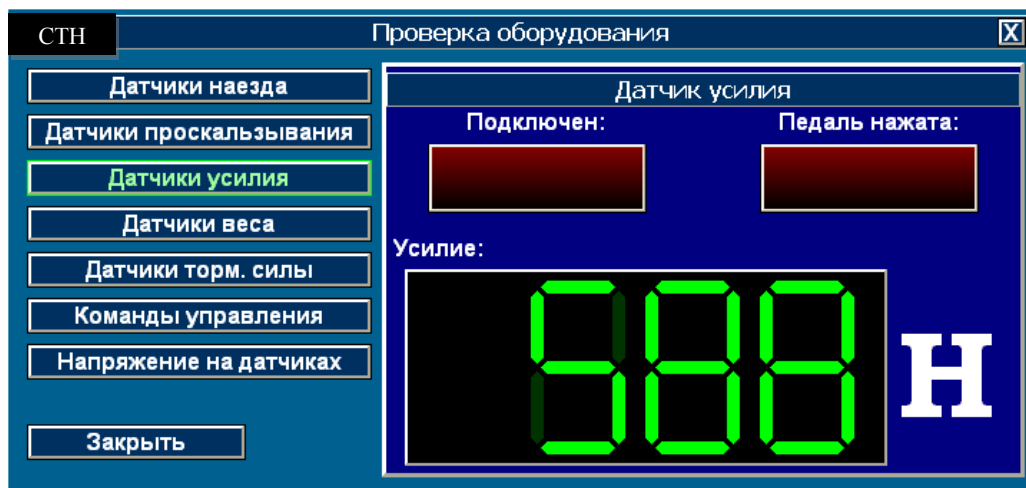 СТН
Проверка оборудования
X
Датчики наезда
Датчики проскальзывания
Датчики усилия
Датчики веса
Датчики торм. силы
Команды управления
Напряжение на датчиках
Закрыть
Датчик усилия
Подключен:
Педаль нажата:
Усилие:
588 Н